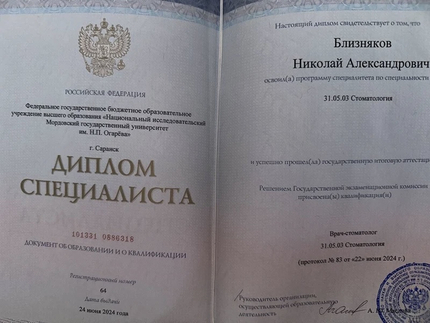 РОССИЙСКАЯ ФЕДЕРАЦИЯ
Федеральное государственное бюджетное образовательное
учреждение высшего образования «Национальный исследовательский
Мордовский государственный университет
им. Н.П. Огарёва»
г. Саранск
ДИПЛОМ
СПЕЦИАЛИСТА
101331 0886318
ДОКУМЕНТ ОБ ОБРАЗОВАНИИ И О КВАЛИФИКАЦИИ
Регистрационный номер
64
Дата выдачи
24 июня 2024 года
Настоящий диплом свидетельствует о том, что
Близняков
Николай Александрович
освоил(а) программу специалитета по специальности
31.05.03 Стоматология
и успешно прошел(ла) государственную итоговую аттестац
Решением Государственной экзаменационной комиссии
присвоена(ы) квалификация(и)
Врач-стоматолог
31.05.03 Стоматология
(протокол № 83 от «22» июня 2024 г.)
Руководитель организации,
осуществляющей образовательную
деятельность